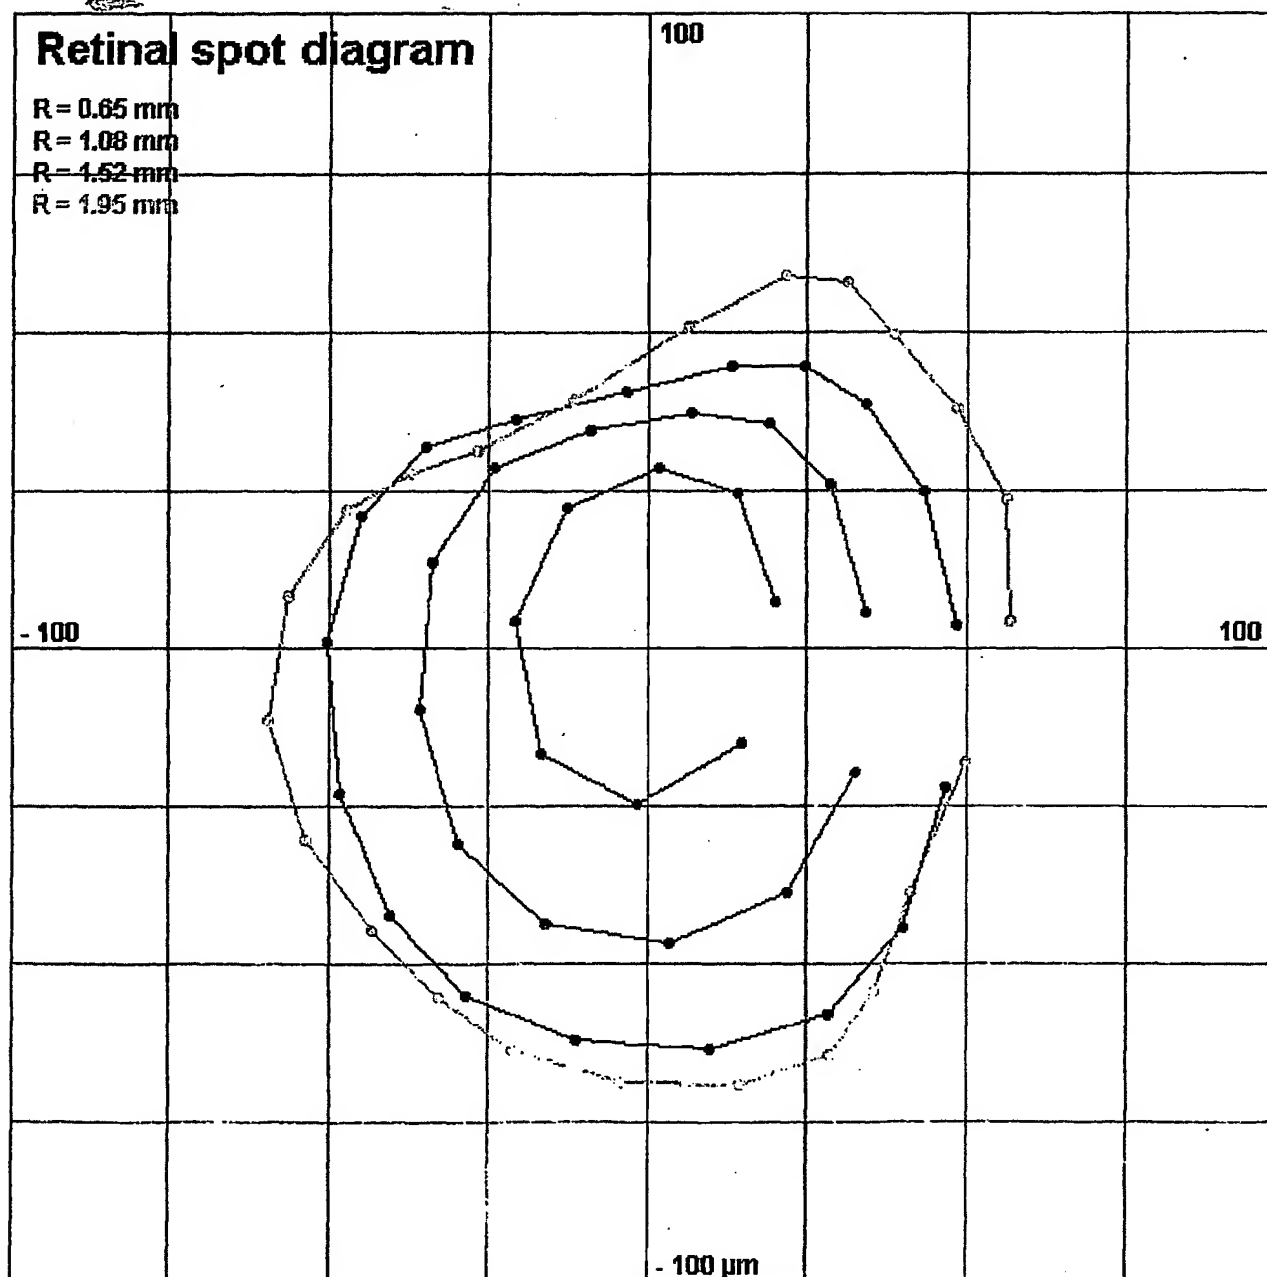 Retinal spot diagram
100
R = 0.65 mm
R = 1.08 mm
R = 1.52 mm
R = 1.95 mm
- 100
100
- 100 µm